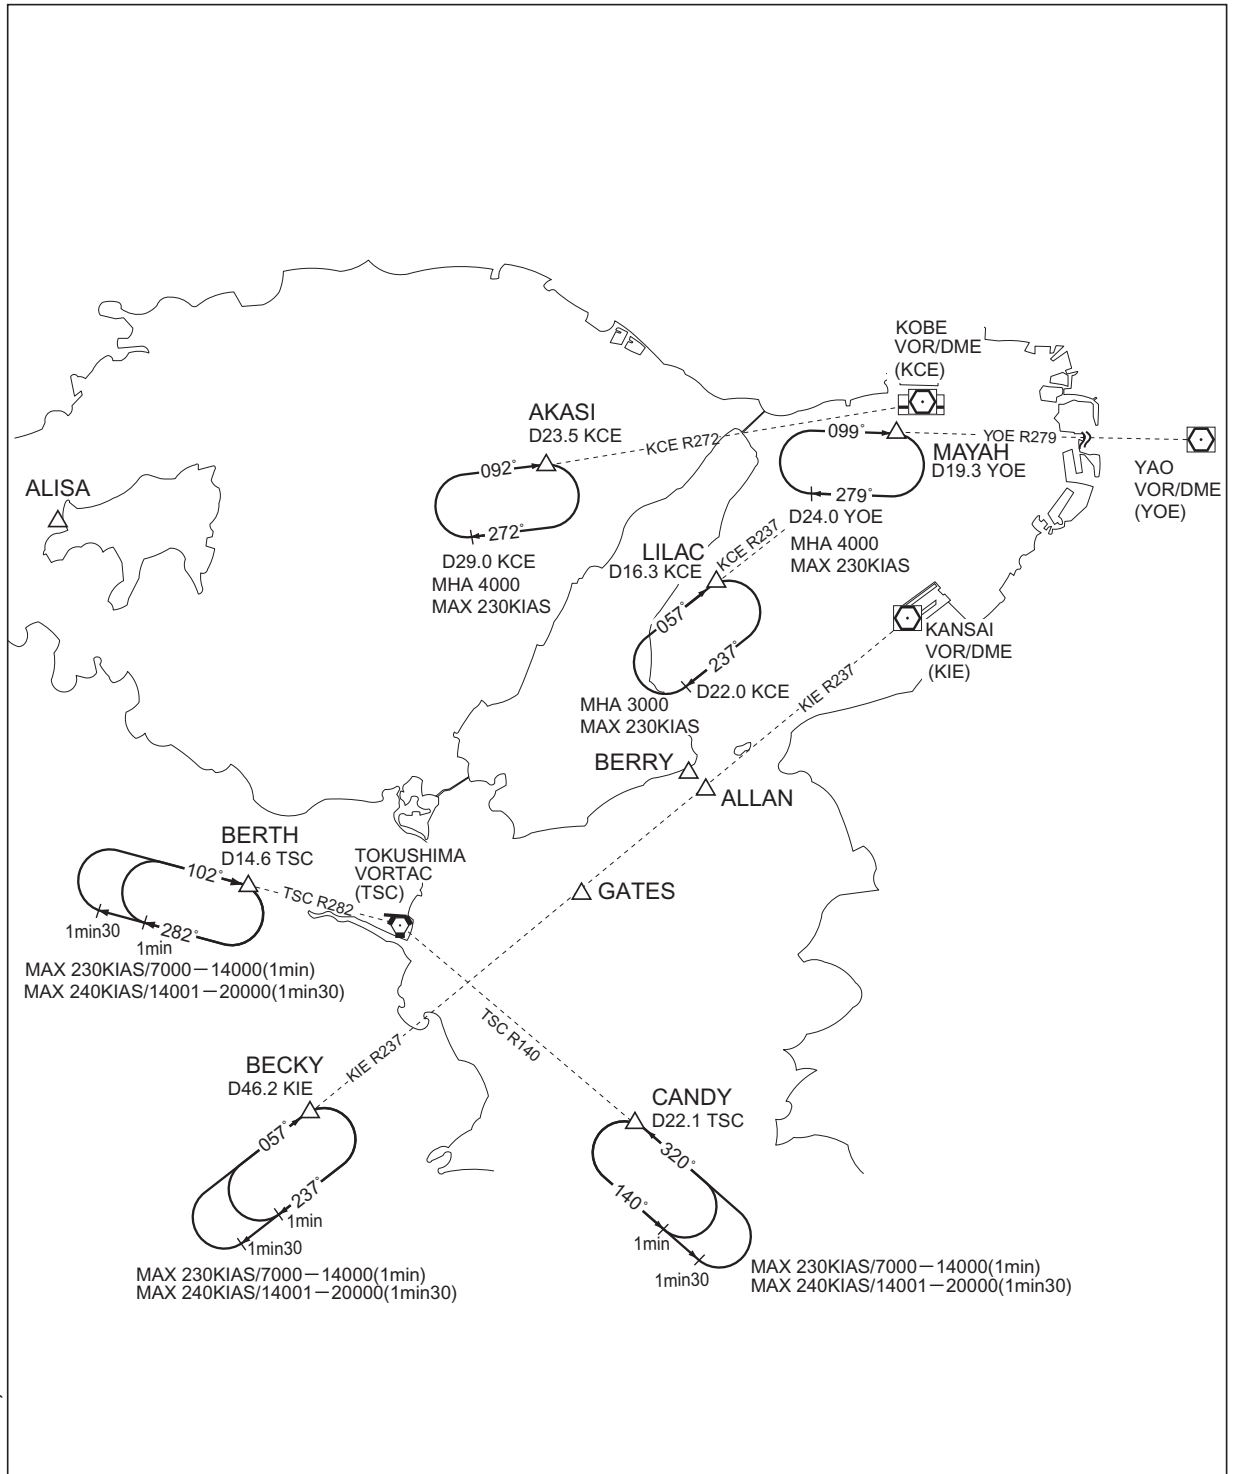 KOBE
VOR/DME
(KCE)
AKASI
D23.5 KCE
KCE R272
092°
272°
D29.0 KCE
MHA 4000
MAX 230KIAS
099°
YOE R279
MAYAH
D19.3 YOE
279°
D24.0 YOE
MHA 4000
MAX 230KIAS
YAO
VOR/DME
(YOE)
ALISA
LILAC
D16.3 KCE
KCE R237
057°
237°
D22.0 KCE
MHA 3000
MAX 230KIAS
KANSAI
VOR/DME
(KIE)
KIE R237
BERRY
ALLAN
GATES
BERTH
D14.6 TSC
102°
282°
1min30
1min
MAX 230KIAS/7000－14000(1min)
MAX 240KIAS/14001－20000(1min30)
TOKUSHIMA
VORTAC
(TSC)
TSC R282
TSC R140
BECKY
D46.2 KIE
KIE R237
057°
237°
1min
1min30
MAX 230KIAS/7000－14000(1min)
MAX 240KIAS/14001－20000(1min30)
CANDY
D22.1 TSC
320°
140°
1min
1min30
MAX 230KIAS/7000－14000(1min)
MAX 240KIAS/14001－20000(1min30)